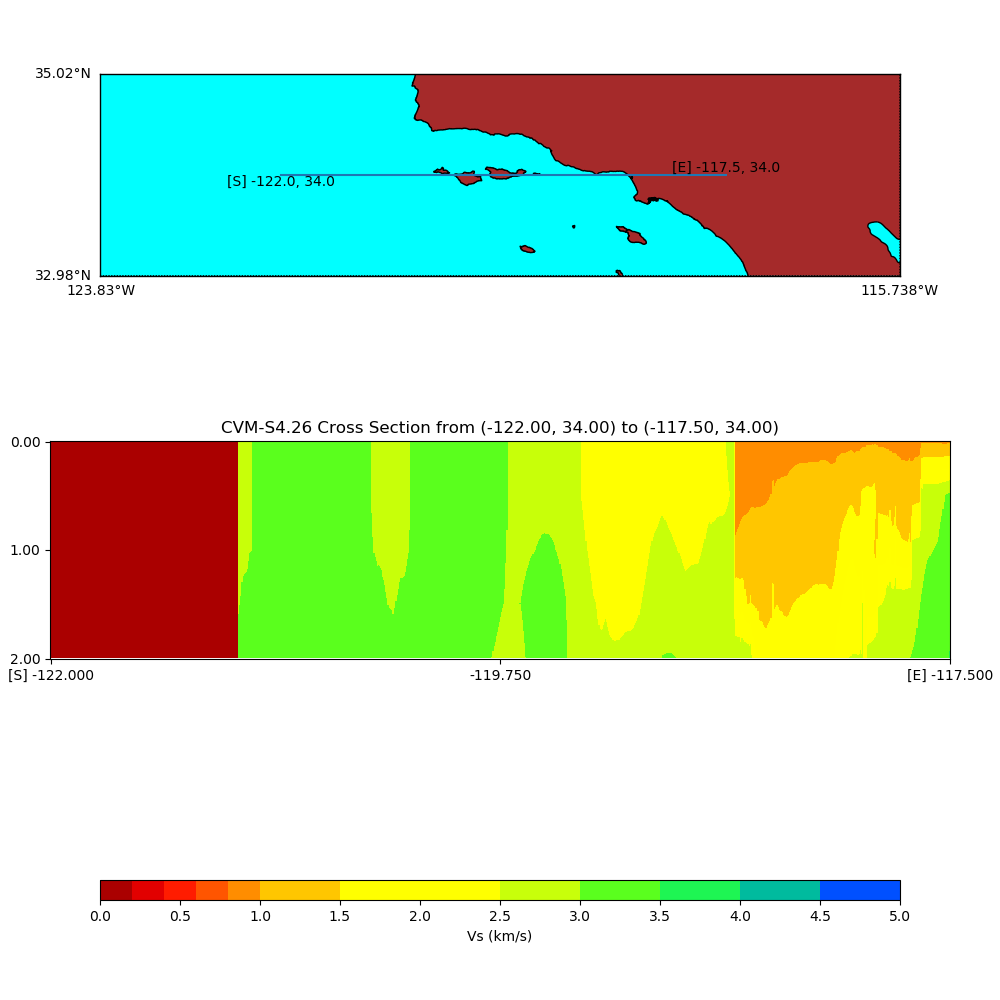 35.02°N
[E] -117.5, 34.0
[S] -122.0, 34.0
32.98°N
123.83°W 115.738°W
CVM-S4.26 Cross Section from (-122.00, 34.00) to (-117.50, 34.00)
0.00
1.00
2.00
[S] -122.000 -119.750 [E] -117.500
0.0 0.5 1.0 1.5 2.0 2.5 3.0 3.5 4.0 4.5 5.0
Vs (km/s)